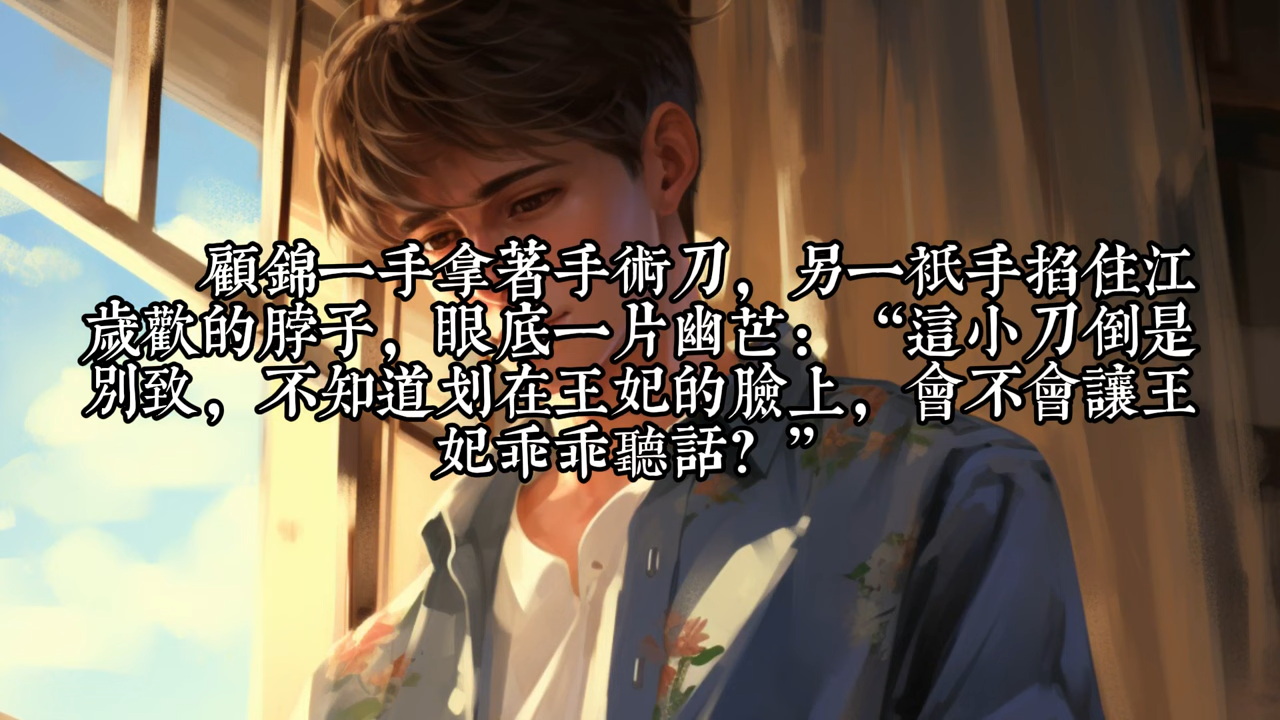 顧錦一手拿著手術刀，另一祇手掐住江
歲歡的脖子，眼底一片幽芒：“這小刀倒是
別致，不知道划在王妃的臉上，會不會讓王
妃乖乖聽話？”